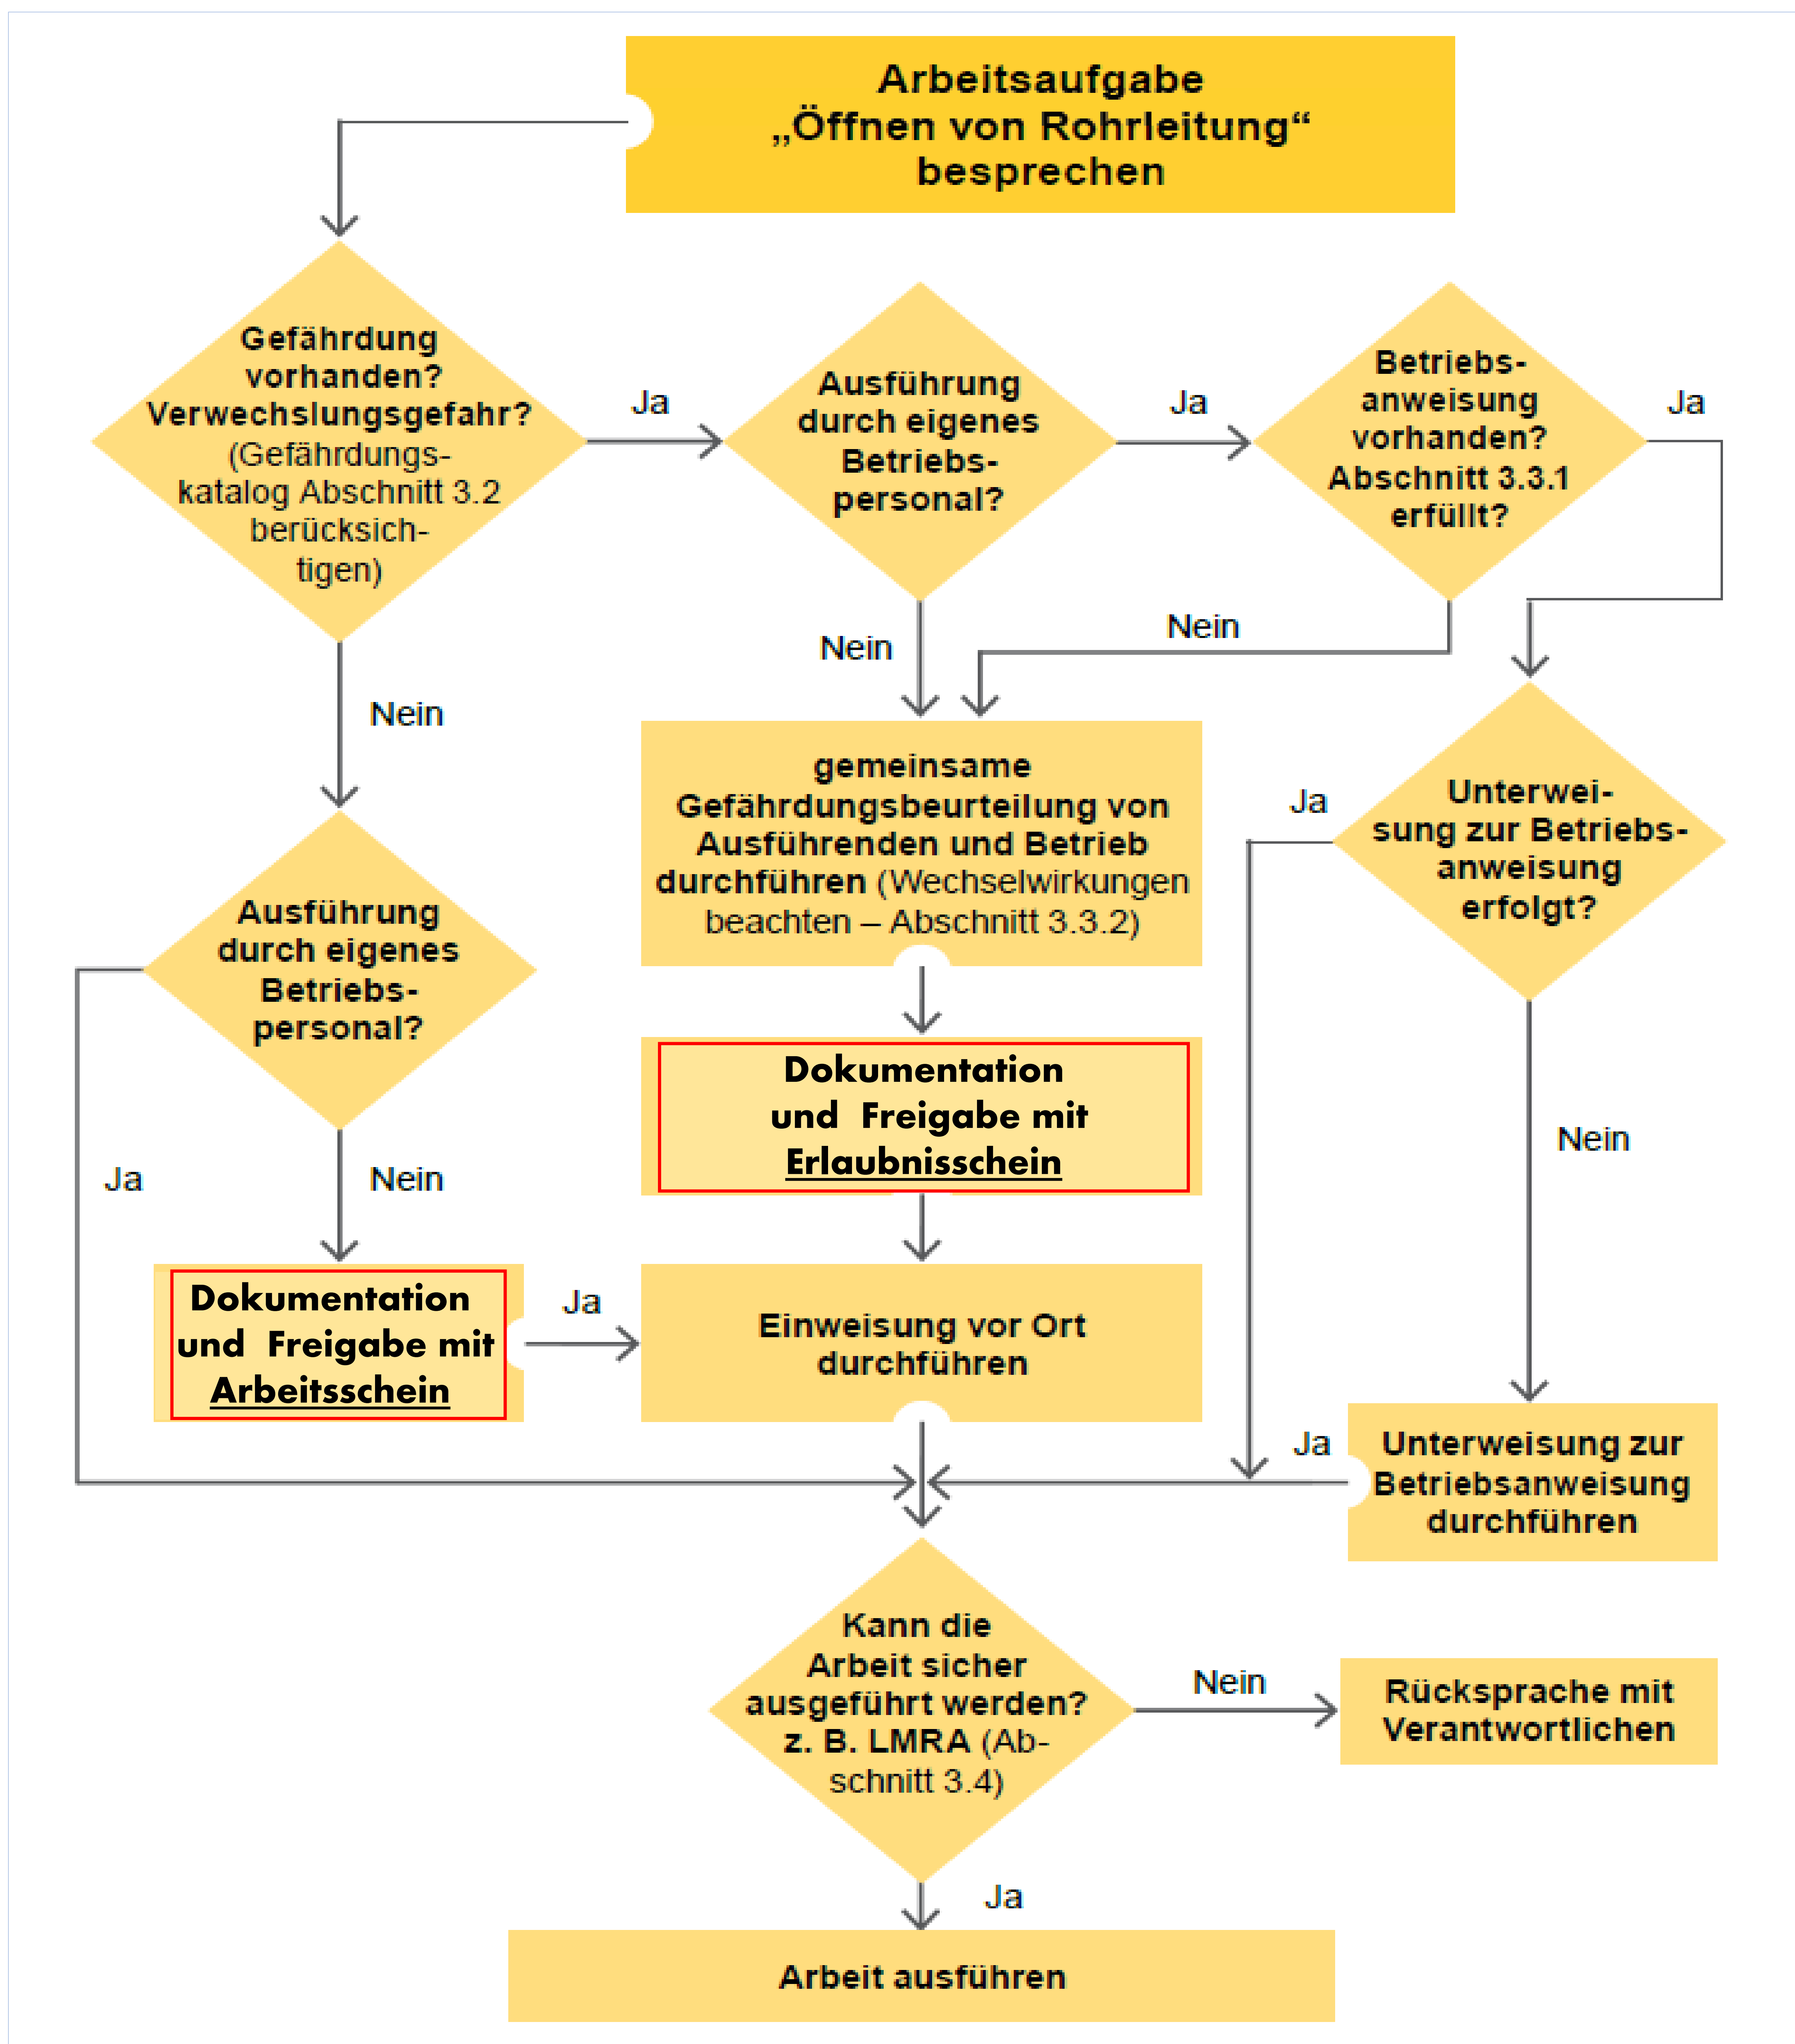 Arbeitsaufgabe
„Öffnen von Rohrleitung“
besprechen
Gefährdung
vorhanden?
Verwechslungsgefahr?
(Gefährdungs-
katalog Abschnitt 3.2
berücksich-
tigen)
Ja
Ausführung
durch eigenes
Betriebs-
personal?
Ja
Betriebs-
anweisung
vorhanden?
Abschnitt 3.3.1
erfüllt?
Ja
Nein
Nein
Nein
gemeinsame
Gefährdungsbeurteilung von
Ausführenden und Betrieb
durchführen (Wechselwirkungen
beachten – Abschnitt 3.3.2)
Ja
Unterwei-
sung zur Betriebs-
anweisung
erfolgt?
Ausführung
durch eigenes
Betriebs-
personal?
Dokumentation
und Freigabe mit
Erlaubnisschein
Nein
Ja
Nein
Dokumentation
und Freigabe mit
Arbeitsschein
Ja
Einweisung vor Ort
durchführen
Ja
Unterweisung zur
Betriebsanweisung
durchführen
Kann die
Arbeit sicher
ausgeführt werden?
z. B. LMRA (Ab-
schnitt 3.4)
Nein
Rücksprache mit
Verantwortlichen
Ja
Arbeit ausführen